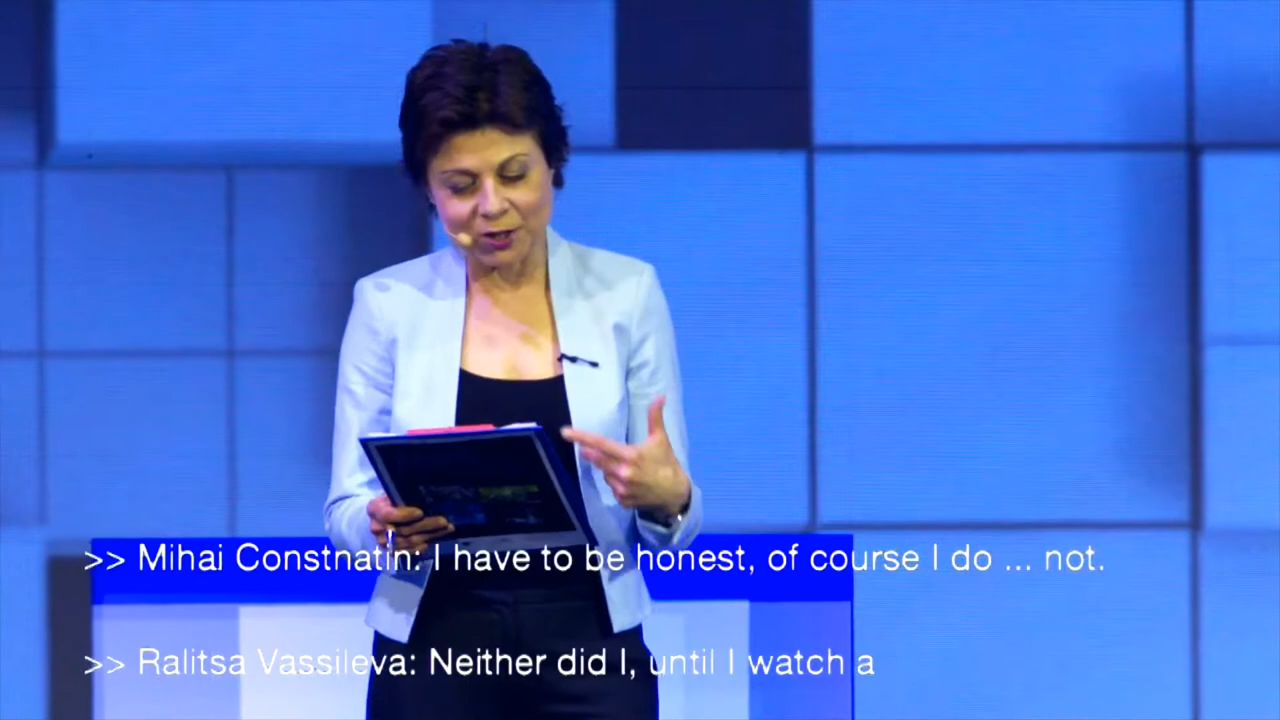 >> Mihai Constnatin: I have to be honest, of course I do ... not.
>> Ralitsa Vassileva: Neither did I, until I watch a